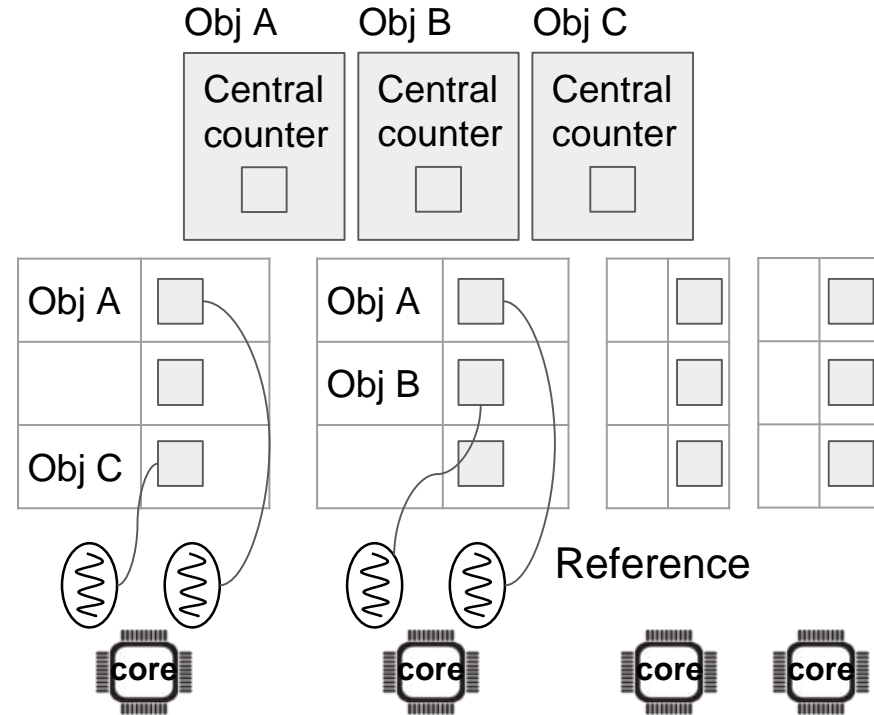 Obj A Obj B Obj C
Central Central Central
counter counter counter
Obj A Obj A
Obj B
Obj C
Reference
core core core core